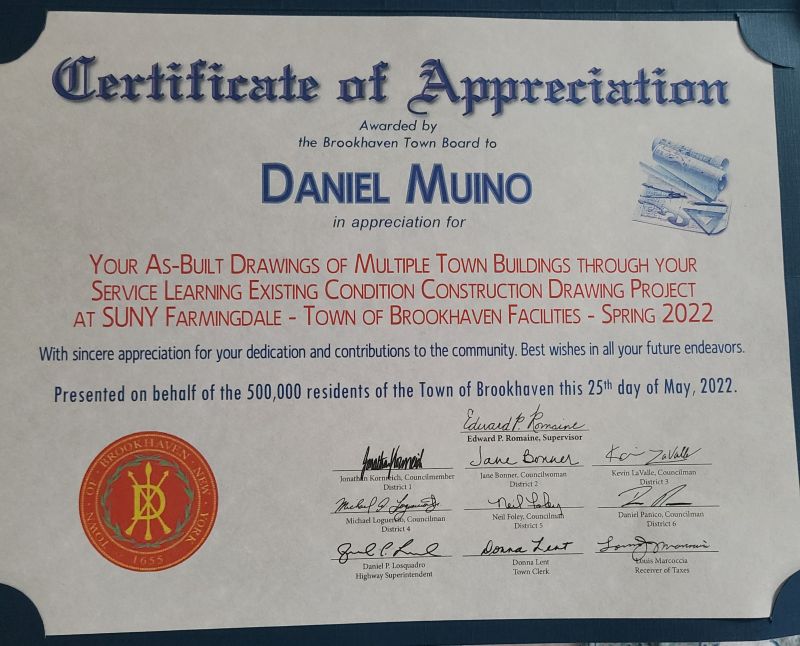 Certificate of Appreciation
Awarded by
the Brookhaven Town Board to
DANIEL MUINO
in appreciation for
YOUR AS-BUILT DRAWINGS OF MULTIPLE TOWN BUILDINGS THROUGH YOUR
SERVICE LEARNING EXISTING CONDITION CONSTRUCTION DRAWING PROJECT
AT SUNY FARMINGDALE - TOWN OF BROOKHAVEN FACILITIES - SPRING 2022
With sincere appreciation for your dedication and contributions to the community. Best wishes in all your future endeavors.
Presented on behalf of the 500,000 residents of the Town of Brookhaven this 25th day of May, 2022.
Edward P. Romaine
Edward P. Romaine, Supervisor
Jane Bonner
Jonathan Kornreich, Councilmember
District 1
Jane Bonner, Councilwoman
District 2
Kevin LaValle, Councilman
District 3
Neil Foley
Michael Loguercio, Councilman
District 4
Neil Foley, Councilman
District 5
Daniel Panico, Councilman
District 6
Donna Lent
Daniel P. Losquadro
Highway Superintendent
Donna Lent
Town Clerk
Louis Marcoccia
Receiver of Taxes
TOWN OF BROOKHAVEN NEW YORK
D
1655